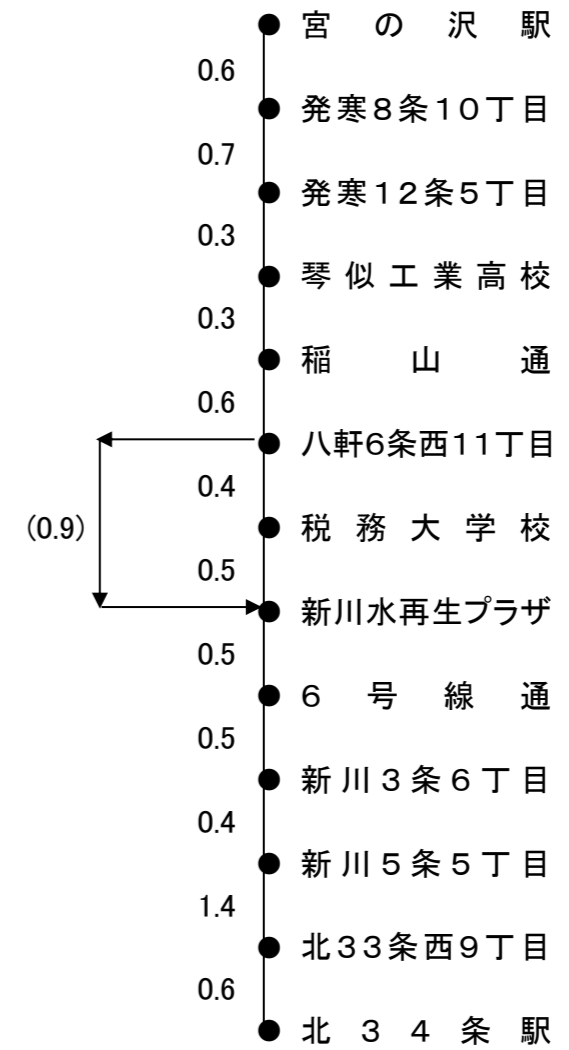 宮の沢駅
0.6
発寒8条10丁目
0.7
発寒12条5丁目
0.3
琴似工業高校
0.3
稲山通
0.6
八軒6条西11丁目
0.4
(0.9)
税務大学校
0.5
新川水再生プラザ
0.5
6号線通
0.5
新川3条6丁目
0.4
新川5条5丁目
1.4
北33条西9丁目
0.6
北34条駅